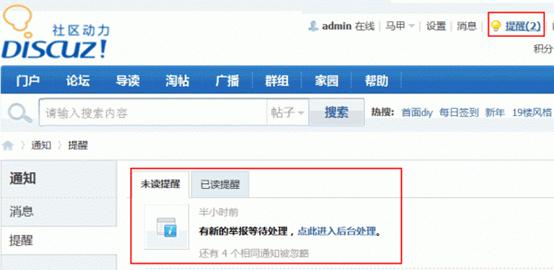 社区动力
DISCUZ!
admin 在线 | 马甲 | 设置 | 消息 | 提醒(2)
积分
门户 论坛 导读 淘帖 广播 群组 家园 帮助
请输入搜索内容 帖子 搜索 热搜: 首面diy 每日签到 新年 19楼风格
› 通知 › 提醒
通知
消息
提醒
未读提醒 已读提醒
半小时前
有新的举报等待处理，点此进入后台处理。
还有 4 个相同通知被忽略